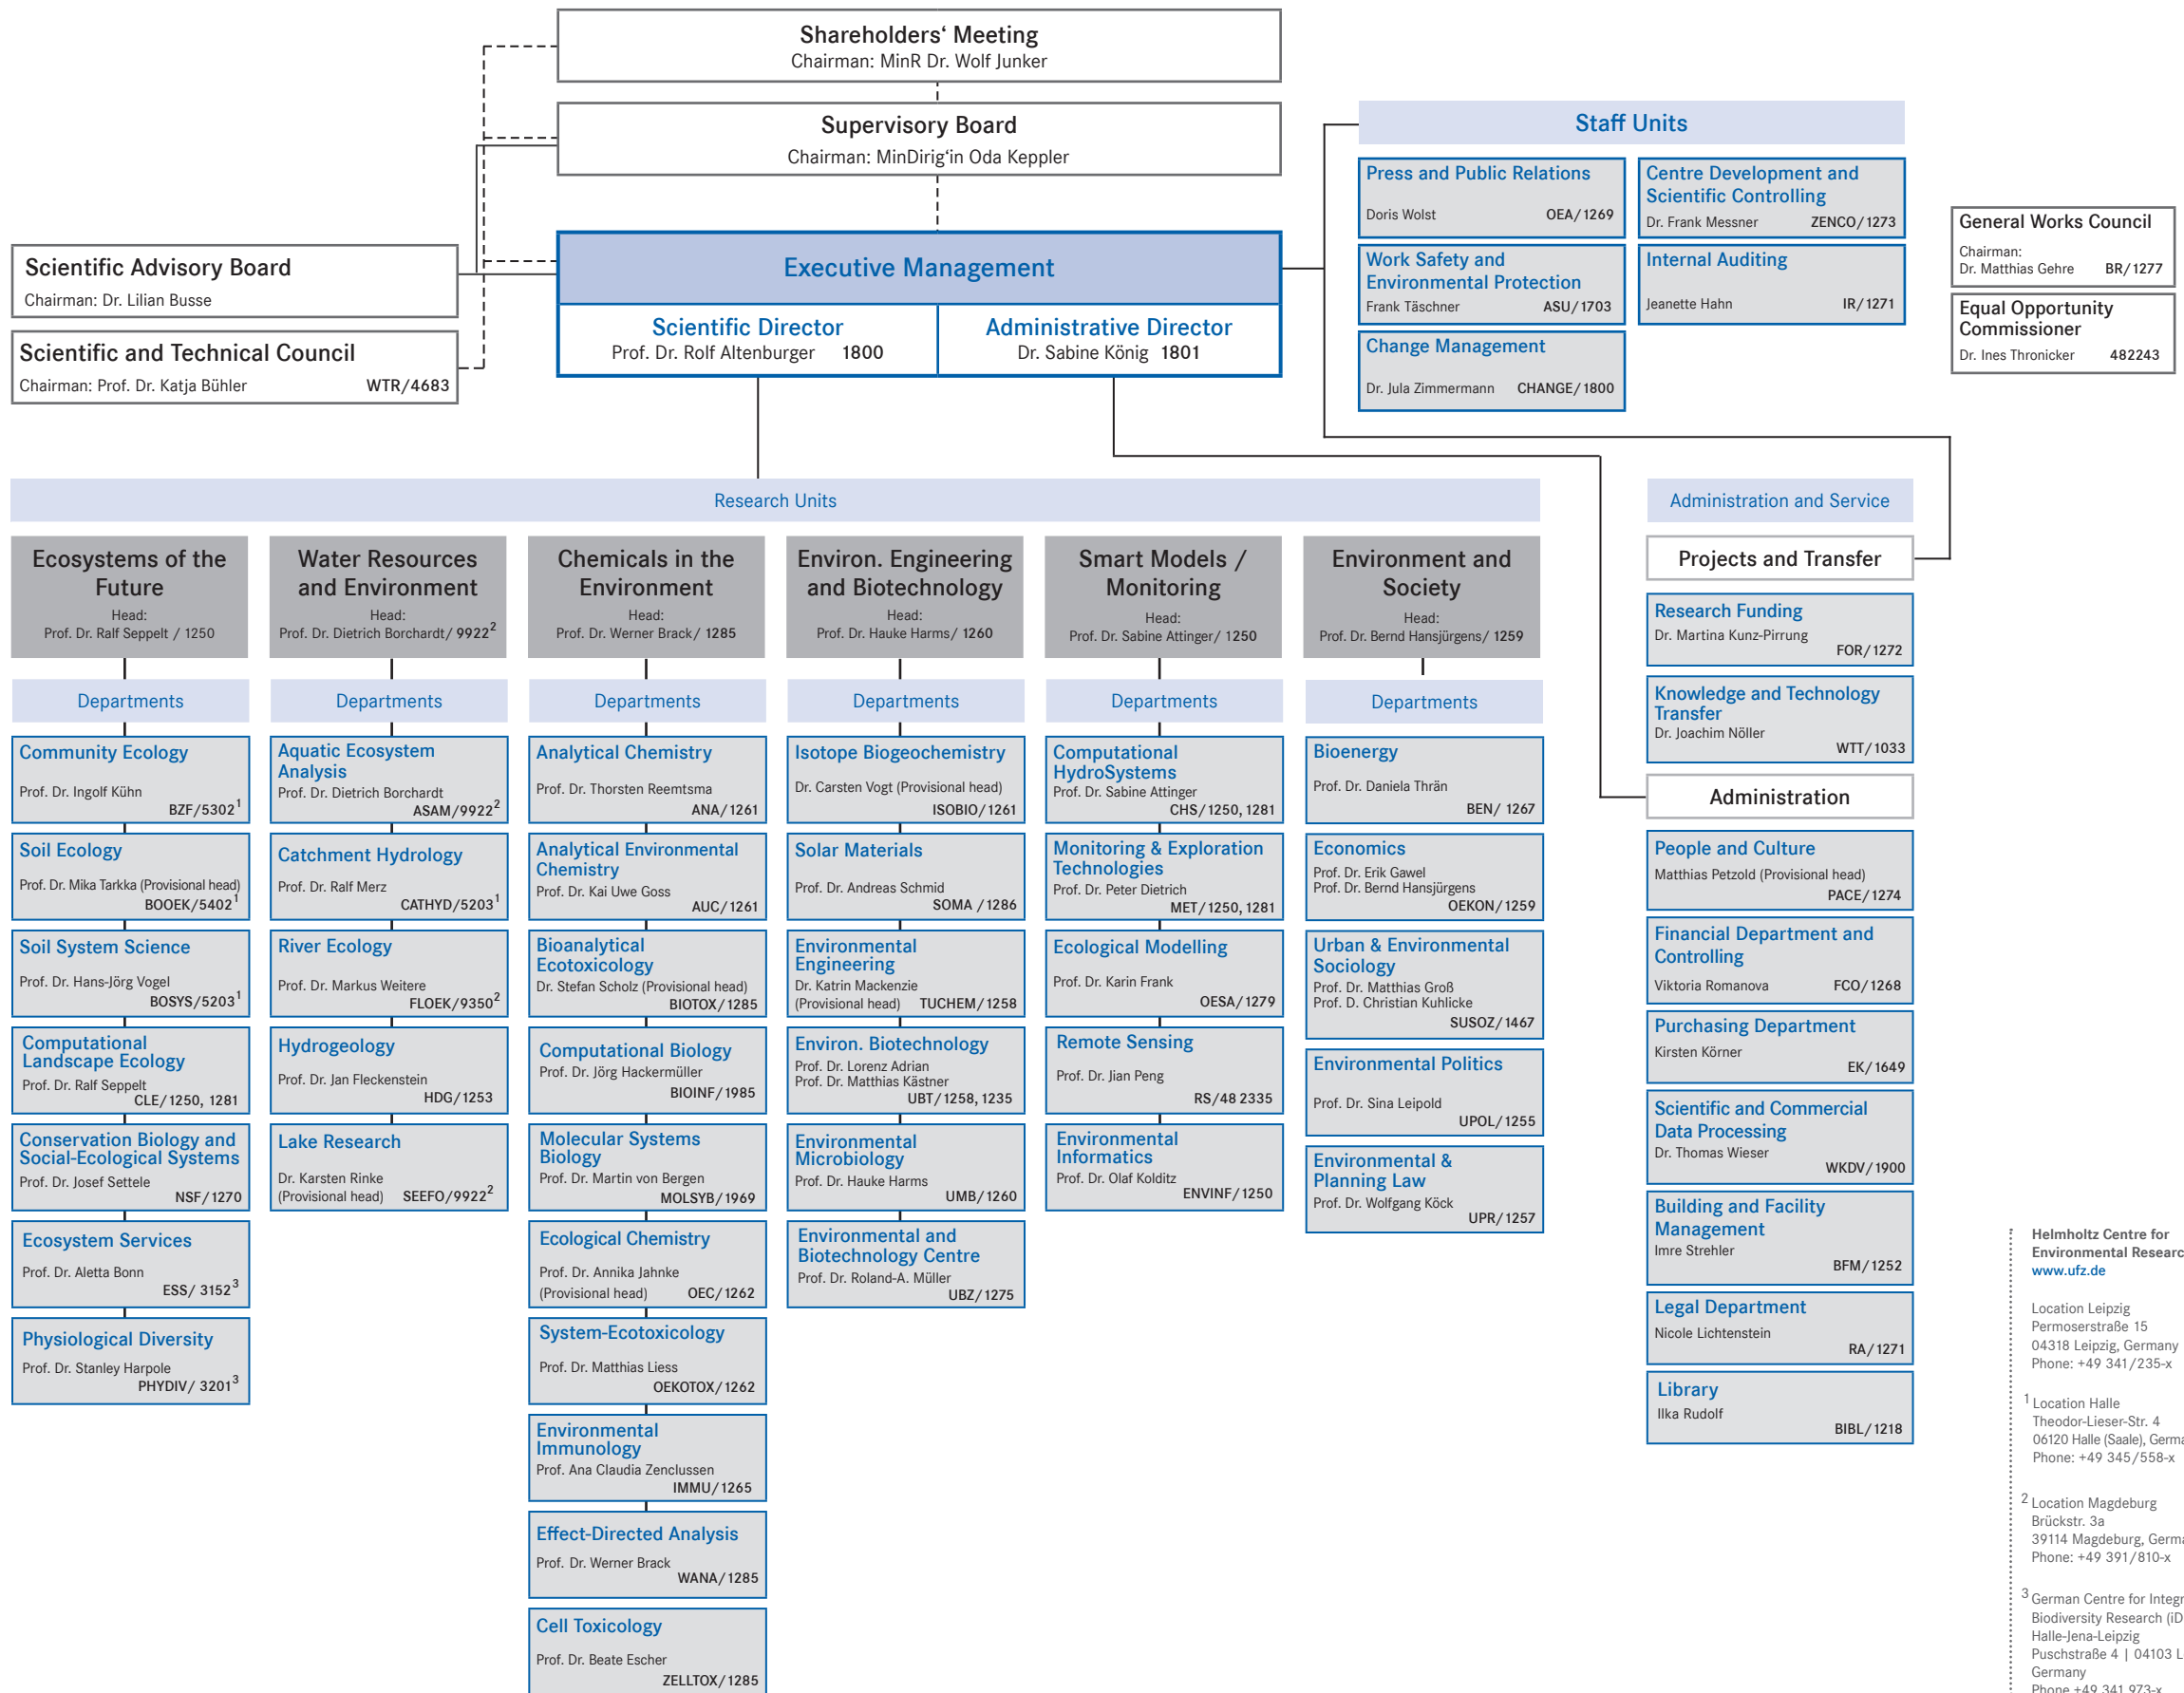 Shareholders‘ Meeting
Chairman: MinR Dr. Wolf Junker
Supervisory Board
Chairman: MinDirig‘in Oda Keppler
Executive Management
Scientific Director
Prof. Dr. Rolf Altenburger 1800
Administrative Director
Dr. Sabine König 1801
Scientific Advisory Board
Chairman: Dr. Lilian Busse
Scientific and Technical Council
Chairman: Prof. Dr. Katja Bühler WTR/4683
Staff Units
Press and Public Relations
Doris Wolst OEA/1269
Centre Development and
Scientific Controlling
Dr. Frank Messner ZENCO/1273
Work Safety and
Environmental Protection
Frank Täschner ASU/1703
Internal Auditing
Jeanette Hahn IR/1271
Change Management
Dr. Jula Zimmermann CHANGE/1800
General Works Council
Chairman:
Dr. Matthias Gehre BR/1277
Equal Opportunity
Commissioner
Dr. Ines Thronicker 482243
Research Units
Ecosystems of the
Future
Head:
Prof. Dr. Ralf Seppelt / 1250
Departments
Community Ecology
Prof. Dr. Ingolf Kühn
BZF/5302¹
Soil Ecology
Prof. Dr. Mika Tarkka (Provisional head)
BOOEK/5402¹
Soil System Science
Prof. Dr. Hans-Jörg Vogel
BOSYS/5203¹
Computational
Landscape Ecology
Prof. Dr. Ralf Seppelt
CLE/1250, 1281
Conservation Biology and
Social-Ecological Systems
Prof. Dr. Josef Settele
NSF/1270
Ecosystem Services
Prof. Dr. Aletta Bonn
ESS/ 3152³
Physiological Diversity
Prof. Dr. Stanley Harpole
PHYDIV/ 3201³
Water Resources
and Environment
Head:
Prof. Dr. Dietrich Borchardt/ 9922²
Departments
Aquatic Ecosystem
Analysis
Prof. Dr. Dietrich Borchardt
ASAM/9922²
Catchment Hydrology
Prof. Dr. Ralf Merz
CATHYD/5203¹
River Ecology
Prof. Dr. Markus Weitere
FLOEK/9350²
Hydrogeology
Prof. Dr. Jan Fleckenstein
HDG/1253
Lake Research
Dr. Karsten Rinke
(Provisional head) SEEFO/9922²
Chemicals in the
Environment
Head:
Prof. Dr. Werner Brack/ 1285
Departments
Analytical Chemistry
Prof. Dr. Thorsten Reemtsma
ANA/1261
Analytical Environmental
Chemistry
Prof. Dr. Kai Uwe Goss
AUC/1261
Bioanalytical
Ecotoxicology
Dr. Stefan Scholz (Provisional head)
BIOTOX/1285
Computational Biology
Prof. Dr. Jörg Hackermüller
BIOINF/1985
Molecular Systems
Biology
Prof. Dr. Martin von Bergen
MOLSYB/1969
Ecological Chemistry
Prof. Dr. Annika Jahnke
(Provisional head) OEC/1262
System-Ecotoxicology
Prof. Dr. Matthias Liess
OEKOTOX/1262
Environmental
Immunology
Prof. Ana Claudia Zenclussen
IMMU/1265
Effect-Directed Analysis
Prof. Dr. Werner Brack
WANA/1285
Cell Toxicology
Prof. Dr. Beate Escher
ZELLTOX/1285
Environ. Engineering
and Biotechnology
Head:
Prof. Dr. Hauke Harms/ 1260
Departments
Isotope Biogeochemistry
Dr. Carsten Vogt (Provisional head)
ISOBIO/1261
Solar Materials
Prof. Dr. Andreas Schmid
SOMA /1286
Environmental
Engineering
Dr. Katrin Mackenzie
(Provisional head) TUCHEM/1258
Environ. Biotechnology
Prof. Dr. Lorenz Adrian
Prof. Dr. Matthias Kästner
UBT/1258, 1235
Environmental
Microbiology
Prof. Dr. Hauke Harms
UMB/1260
Environmental and
Biotechnology Centre
Prof. Dr. Roland-A. Müller
UBZ/1275
Smart Models /
Monitoring
Head:
Prof. Dr. Sabine Attinger/ 1250
Departments
Computational
HydroSystems
Prof. Dr. Sabine Attinger
CHS/1250, 1281
Monitoring & Exploration
Technologies
Prof. Dr. Peter Dietrich
MET/1250, 1281
Ecological Modelling
Prof. Dr. Karin Frank
OESA/1279
Remote Sensing
Prof. Dr. Jian Peng
RS/48 2335
Environmental
Informatics
Prof. Dr. Olaf Kolditz
ENVINF/1250
Environment and
Society
Head:
Prof. Dr. Bernd Hansjürgens/ 1259
Departments
Bioenergy
Prof. Dr. Daniela Thrän
BEN/ 1267
Economics
Prof. Dr. Erik Gawel
Prof. Dr. Bernd Hansjürgens
OEKON/1259
Urban & Environmental
Sociology
Prof. Dr. Matthias Groß
Prof. D. Christian Kuhlicke
SUSOZ/1467
Environmental Politics
Prof. Dr. Sina Leipold
UPOL/1255
Environmental &
Planning Law
Prof. Dr. Wolfgang Köck
UPR/1257
Administration and Service
Projects and Transfer
Research Funding
Dr. Martina Kunz-Pirrung
FOR/1272
Knowledge and Technology
Transfer
Dr. Joachim Nöller
WTT/1033
Administration
People and Culture
Matthias Petzold (Provisional head)
PACE/1274
Financial Department and
Controlling
Viktoria Romanova FCO/1268
Purchasing Department
Kirsten Körner
EK/1649
Scientific and Commercial
Data Processing
Dr. Thomas Wieser
WKDV/1900
Building and Facility
Management
Imre Strehler
BFM/1252
Legal Department
Nicole Lichtenstein
RA/1271
Library
Ilka Rudolf
BIBL/1218
Helmholtz Centre for
Environmental Researc
www.ufz.de
Location Leipzig
Permoserstraße 15
04318 Leipzig, Germany
Phone: +49 341/235-x
¹ Location Halle
Theodor-Lieser-Str. 4
06120 Halle (Saale), Germa
Phone: +49 345/558-x
² Location Magdeburg
Brückstr. 3a
39114 Magdeburg, Germa
Phone: +49 391/810-x
³ German Centre for Integr
Biodiversity Research (iD
Halle-Jena-Leipzig
Puschstraße 4 | 04103 L
Germany
Phone +49 341 973-x